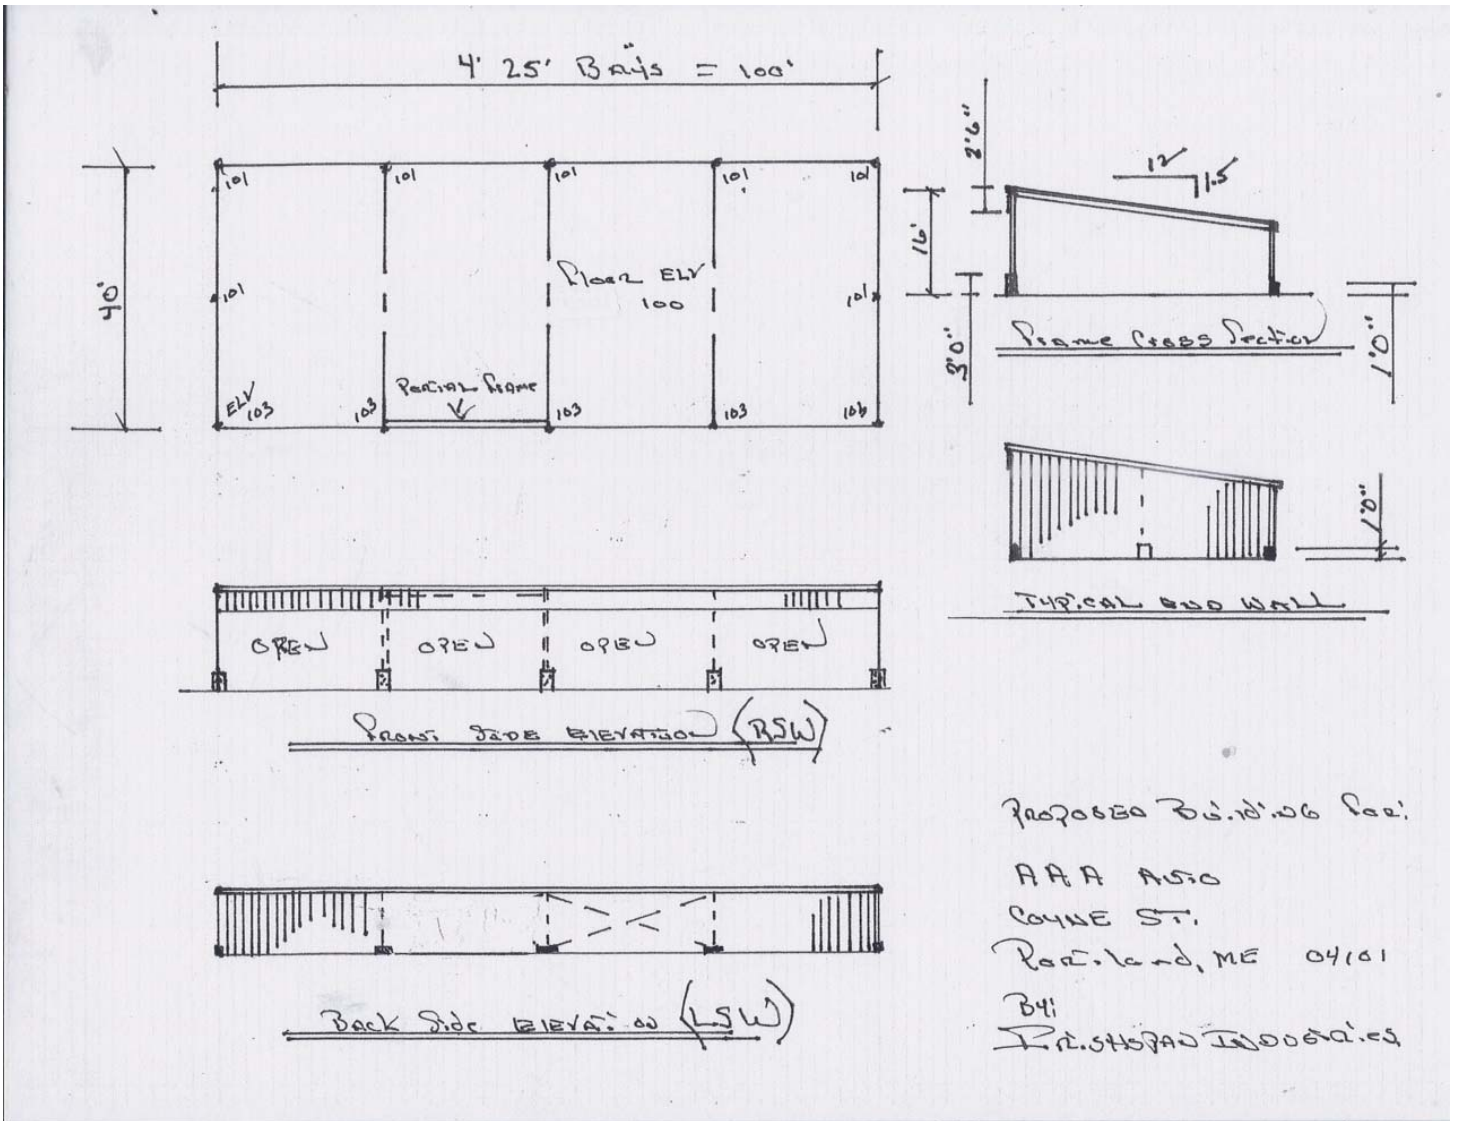 4' 25' BAYS = 100'
101 101 101 101 101
40'
101
Floor ELV
100
101
PARTIAL FRAME
ELV
103 103 103 103 103
2'6"
12
1.5
16'
3'0"
1'0"
Frame Cross Section
1'0"
TYPICAL END WALL
OPEN OPEN OPEN OPEN
FRONT SIDE ELEVATION (RSW)
BACK Side ELEVATION (LSW)
PROPOSED Building For:
AAA AUTO
COYNE ST.
Portland, ME 04101
BY: